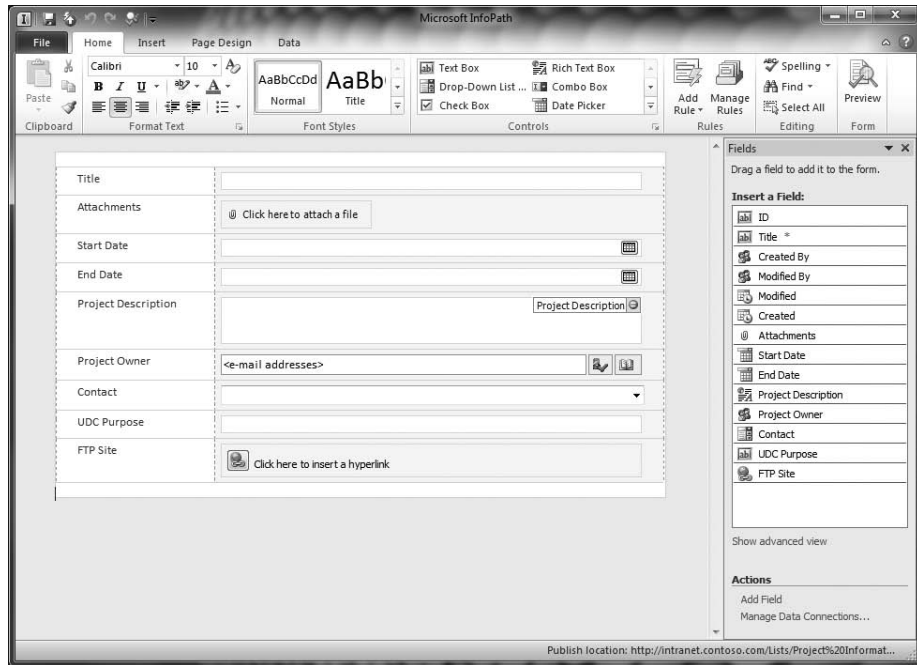 Microsoft InfoPath
File Home Insert Page Design Data
Paste
Calibri 10
B I U
AaBbCcDd
Normal
AaBb
Title
Text Box
Rich Text Box
Drop-Down List ...
Combo Box
Check Box
Date Picker
Add Rule
Manage Rules
Spelling
Find
Select All
Preview
Clipboard Format Text Font Styles Controls Rules Editing Form
Title
Attachments
Click here to attach a file
Start Date
End Date
Project Description
Project Description
Project Owner
<e-mail addresses>
Contact
UDC Purpose
FTP Site
Click here to insert a hyperlink
Fields
Drag a field to add it to the form.
Insert a Field:
ID
Title *
Created By
Modified By
Modified
Created
Attachments
Start Date
End Date
Project Description
Project Owner
Contact
UDC Purpose
FTP Site
Show advanced view
Actions
Add Field
Manage Data Connections...
Publish location: http://intranet.contoso.com/Lists/Project%20Informat...